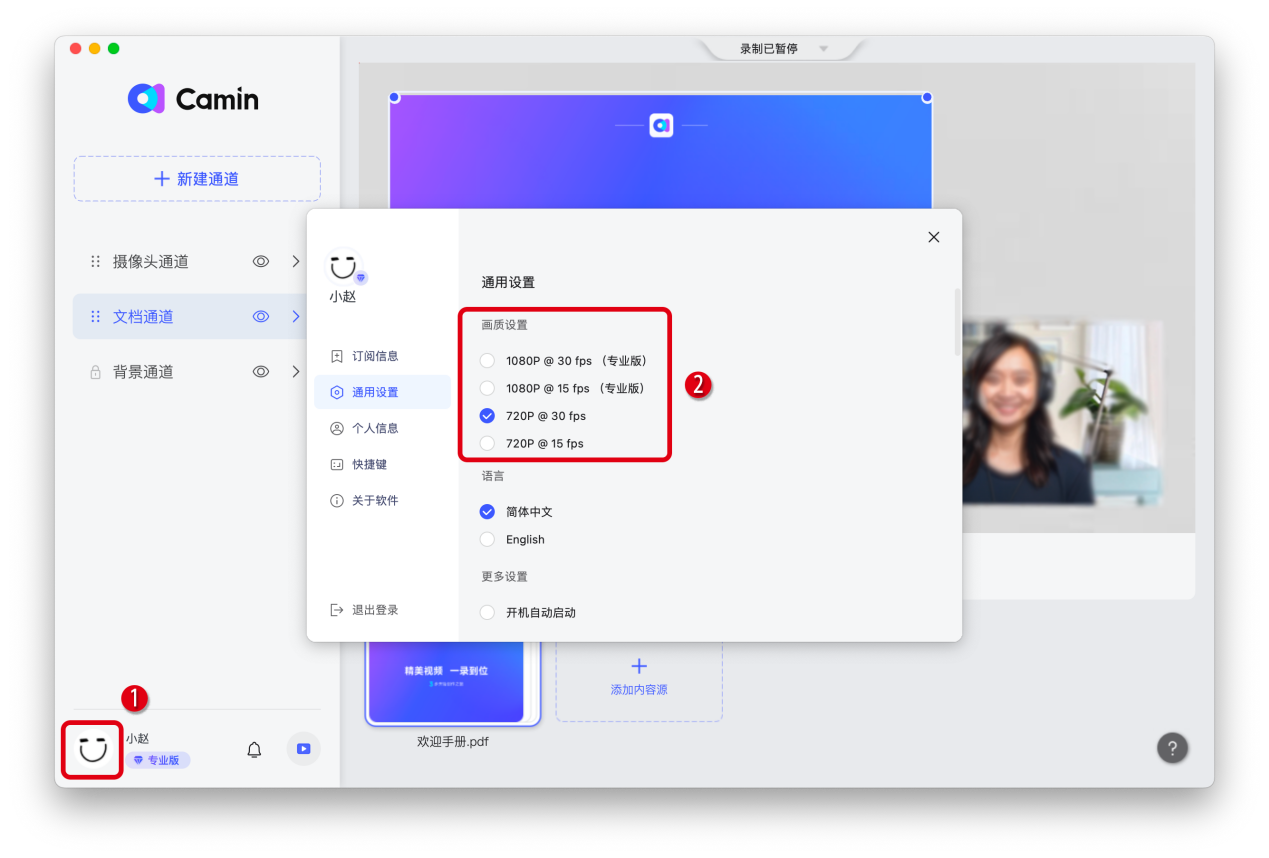 录制已暂停
Camin
新建通道
摄像头通道
文档通道
背景通道
小赵
订阅信息
通用设置
个人信息
快捷键
关于软件
退出登录
通用设置
画质设置
1080P @ 30 fps （专业版）
1080P @ 15 fps （专业版）
720P @ 30 fps
720P @ 15 fps
2
语言
简体中文
English
更多设置
开机自动启动
精美视频 一录到位
添加内容源
欢迎手册.pdf
1
小赵
专业版
?